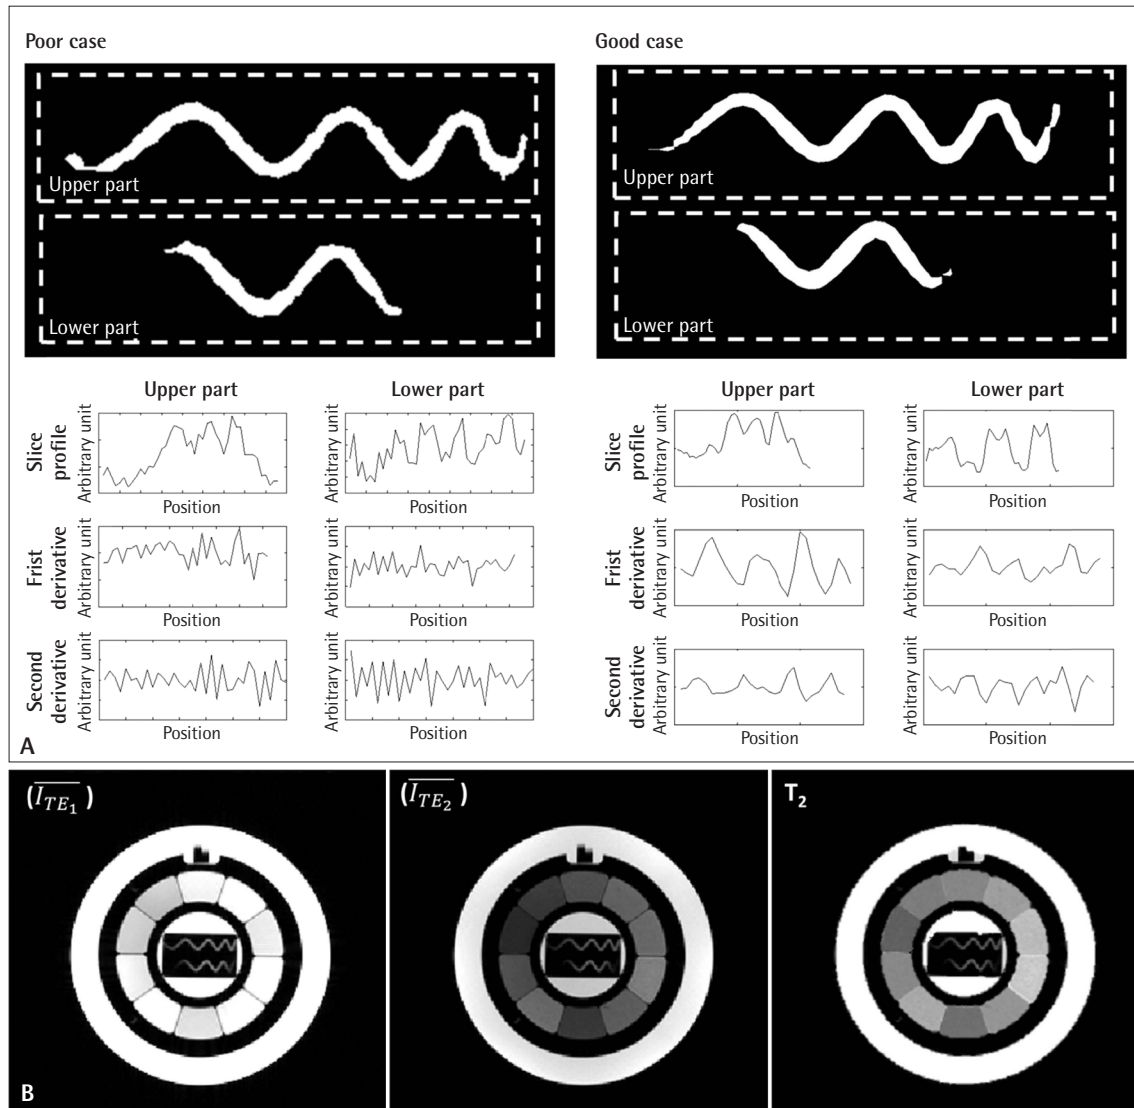 Poor case
Upper part
Lower part
Good case
Upper part
Lower part
Upper part
Lower part
Slice profile
Arbitrary unit
Position
Arbitrary unit
Position
Frist derivative
Arbitrary unit
Position
Arbitrary unit
Position
Second derivative
Arbitrary unit
Position
Arbitrary unit
Position
Upper part
Lower part
Slice profile
Arbitrary unit
Position
Arbitrary unit
Position
Frist derivative
Arbitrary unit
Position
Arbitrary unit
Position
Second derivative
Arbitrary unit
Position
Arbitrary unit
Position
A
(I_TE₁)
(I_TE₂)
T₂
B